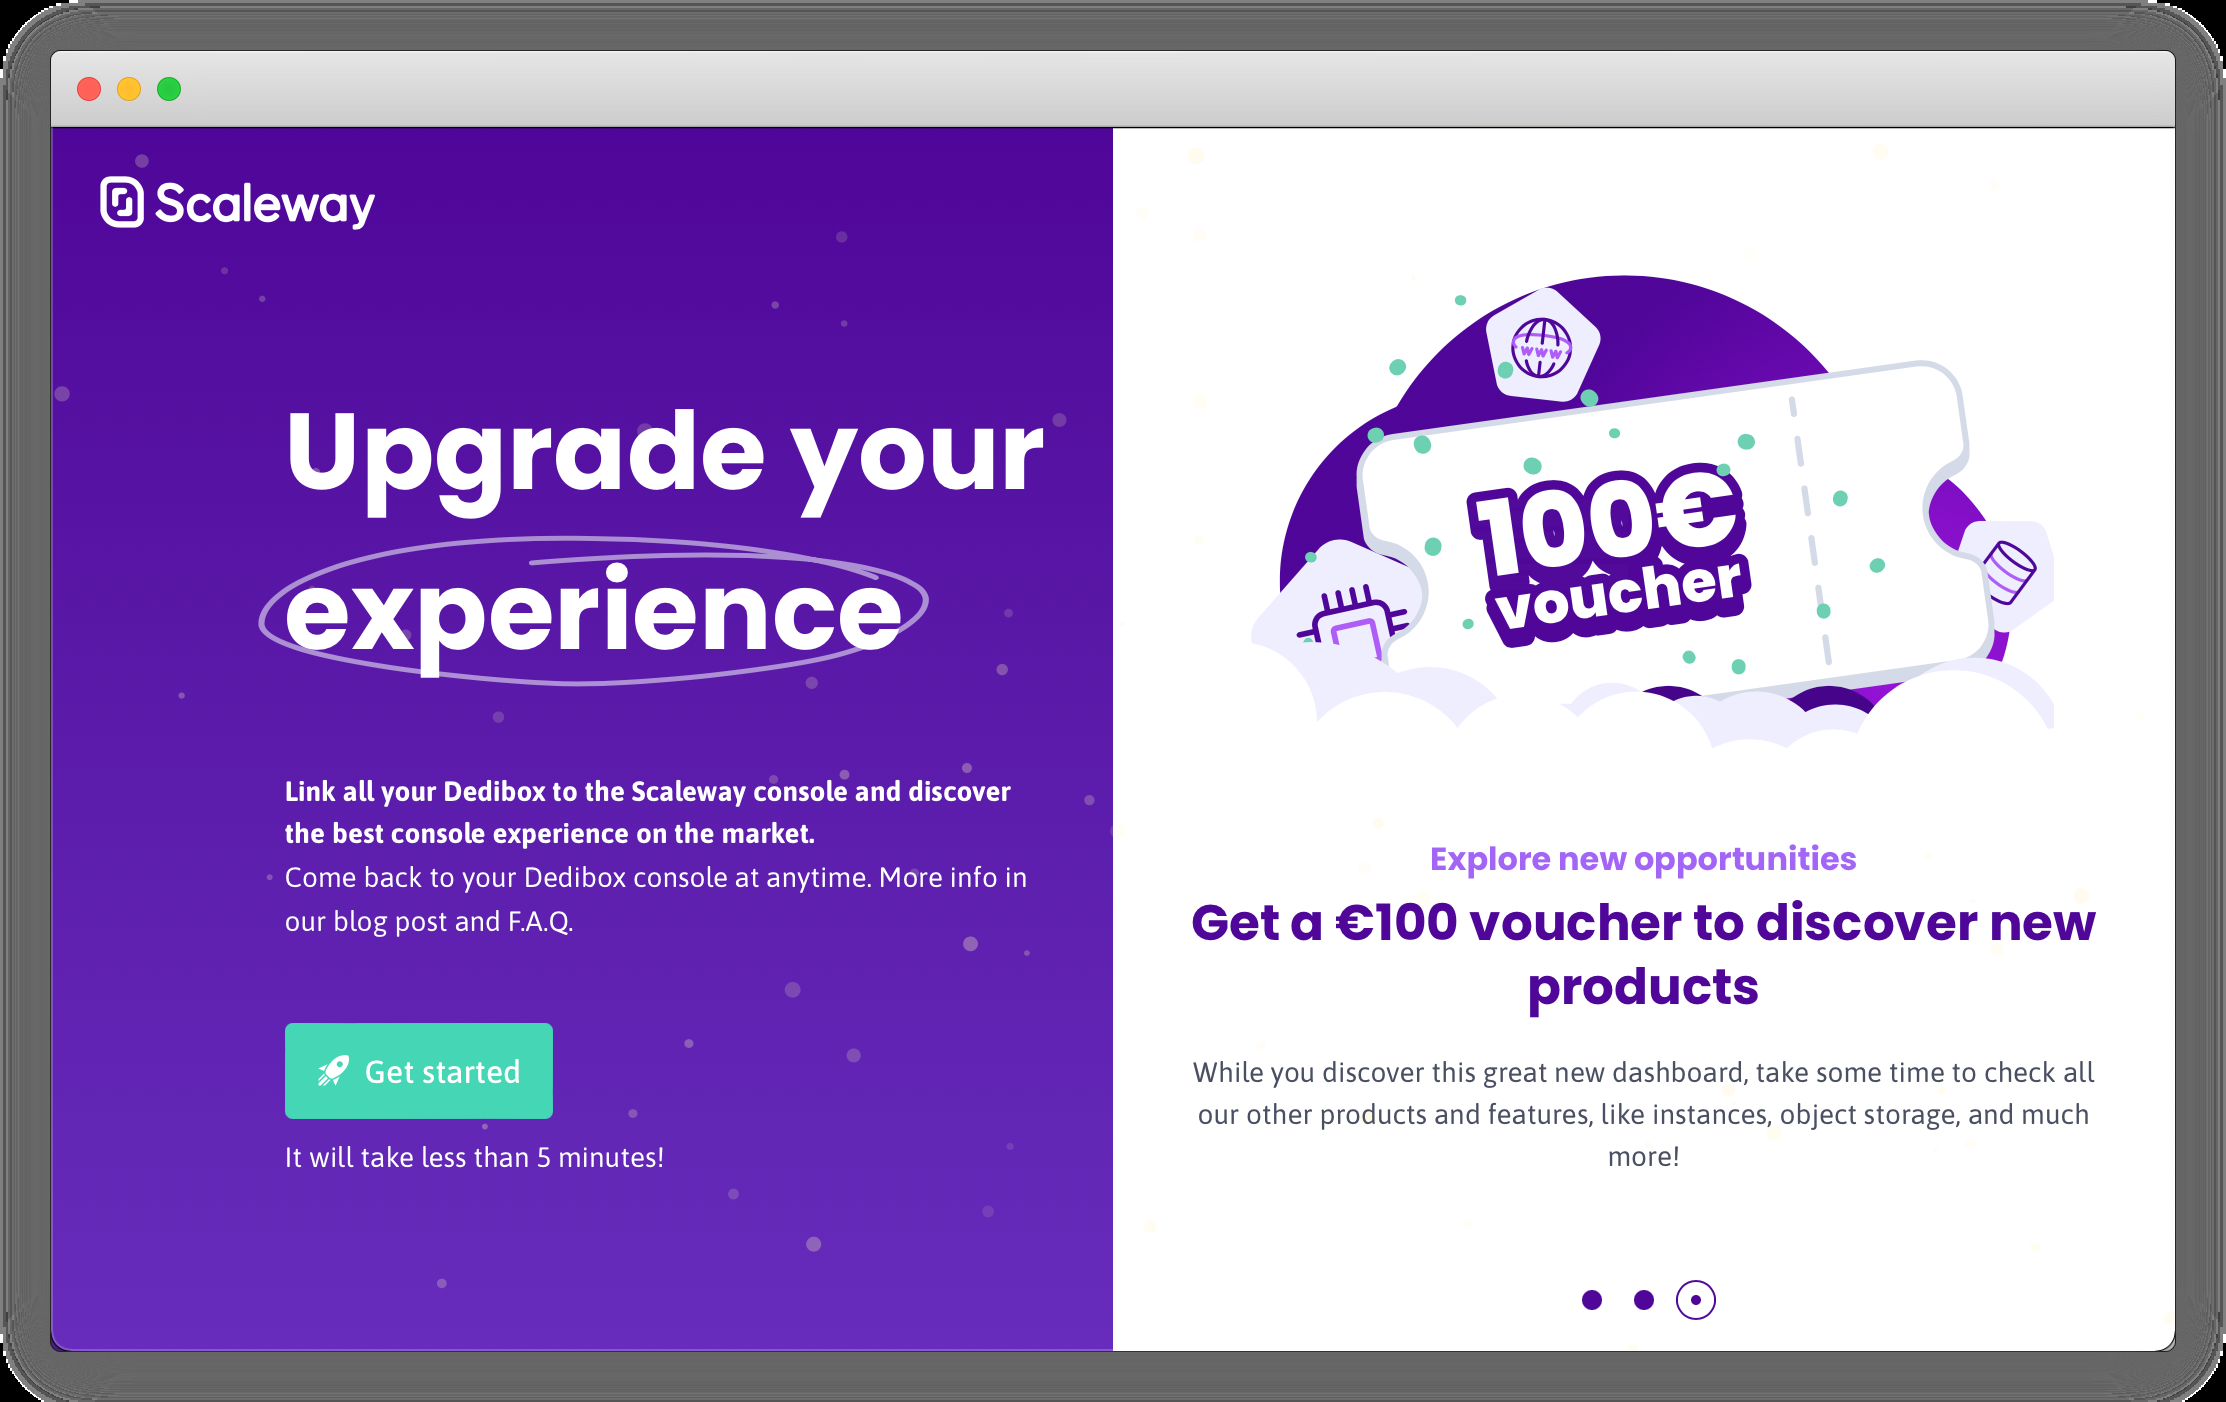 Scaleway
Upgrade your
experience
Link all your Dedibox to the Scaleway console and discover
the best console experience on the market.
Come back to your Dedibox console at anytime. More info in
our blog post and F.A.Q.
Get started
It will take less than 5 minutes!
www
100€
voucher
Explore new opportunities
Get a €100 voucher to discover new
products
While you discover this great new dashboard, take some time to check all
our other products and features, like instances, object storage, and much
more!